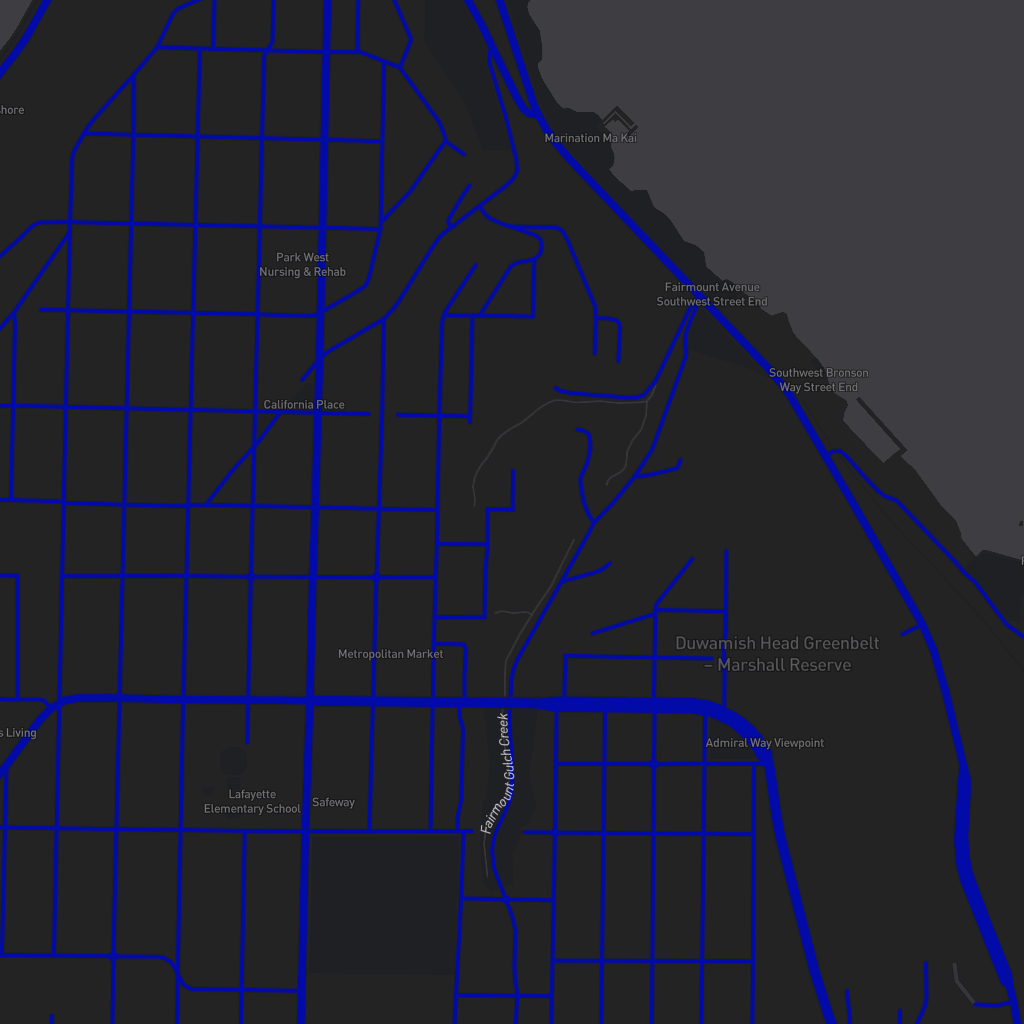 Marination Ma Kai
Park West
Nursing & Rehab
Fairmount Avenue
Southwest Street End
Southwest Bronson
Way Street End
California Place
Duwamish Head Greenbelt
– Marshall Reserve
Metropolitan Market
s Living
Admiral Way Viewpoint
Fairmount Gulch Creek
Lafayette
Elementary School
Safeway